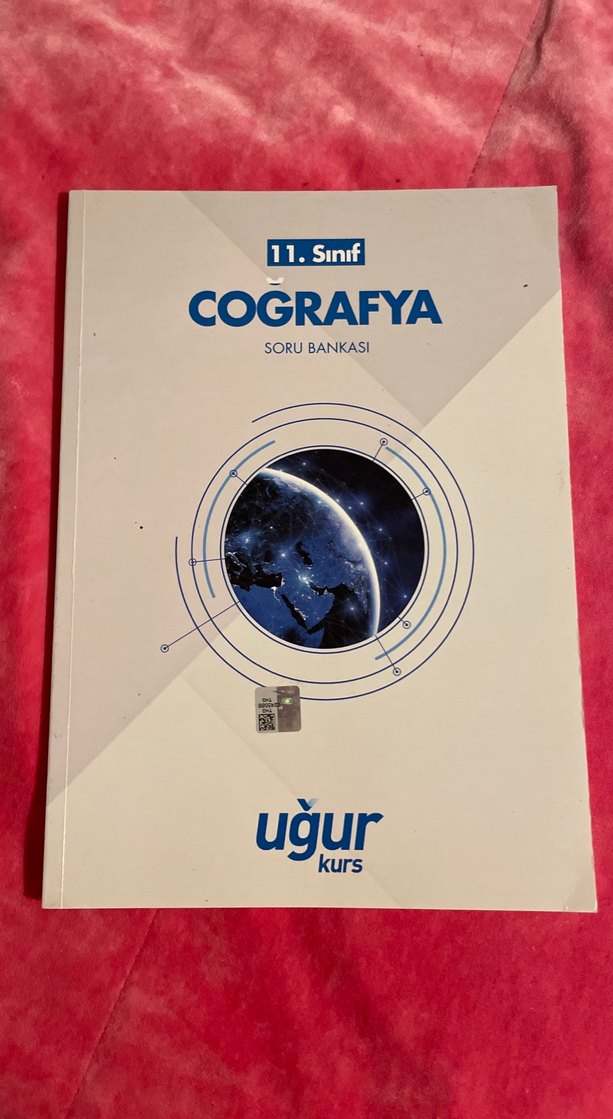 11. Sınıf
COĞRAFYA
SORU BANKASI
uğur
kurs